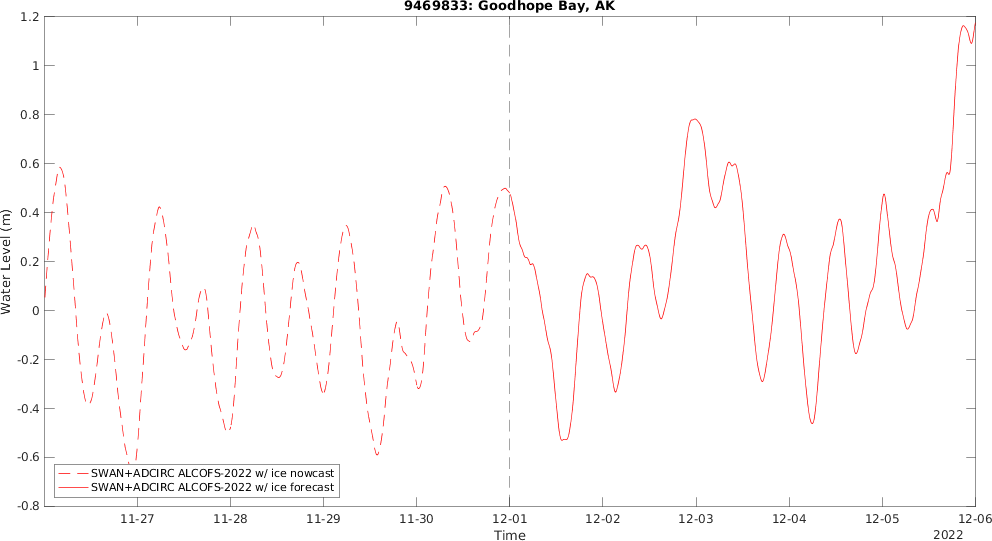 9469833: Goodhope Bay, AK
1.2
1
0.8
0.6
0.4
0.2
0
-0.2
-0.4
-0.6
-0.8
Water Level (m)
SWAN+ADCIRC ALCOFS-2022 w/ ice nowcast
SWAN+ADCIRC ALCOFS-2022 w/ ice forecast
11-27 11-28 11-29 11-30 12-01 12-02 12-03 12-04 12-05 12-06
Time
2022